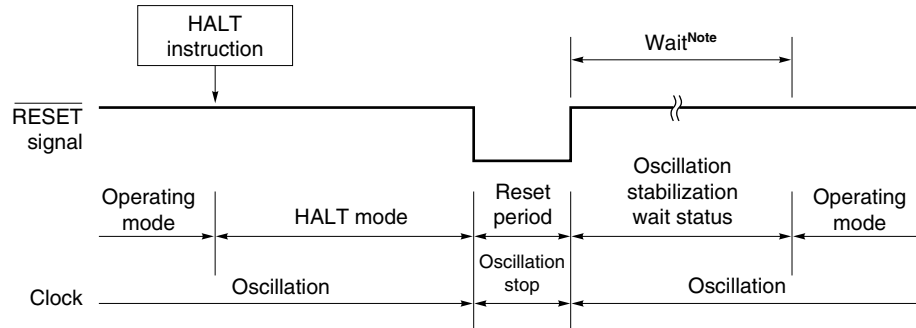 HALT
instruction
Wait Note
RESET
signal
Operating
mode
HALT mode
Reset
period
Oscillation
stabilization
wait status
Operating
mode
Clock
Oscillation
Oscillation
stop
Oscillation